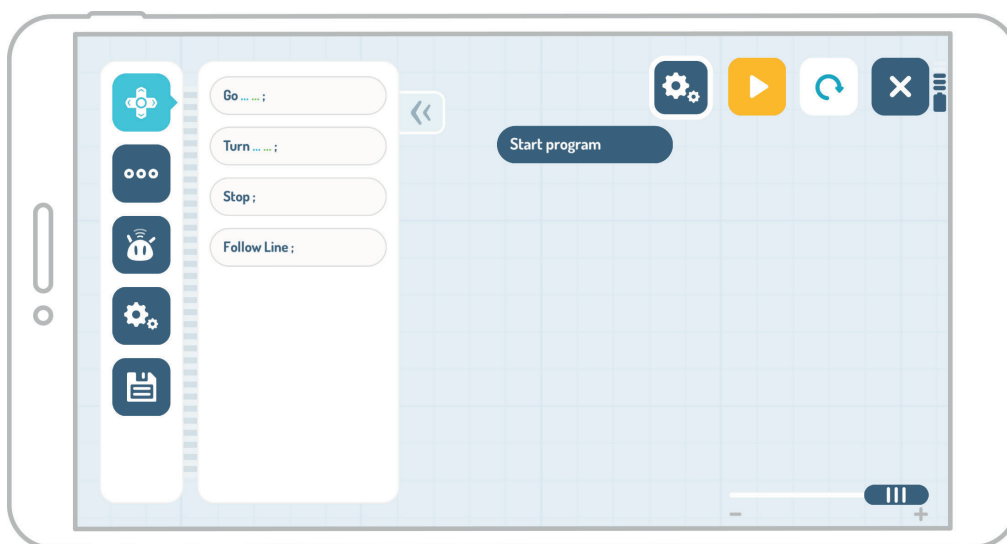 Go ... ... ;
Turn ... ... ;
Stop ;
Follow Line ;
Start program